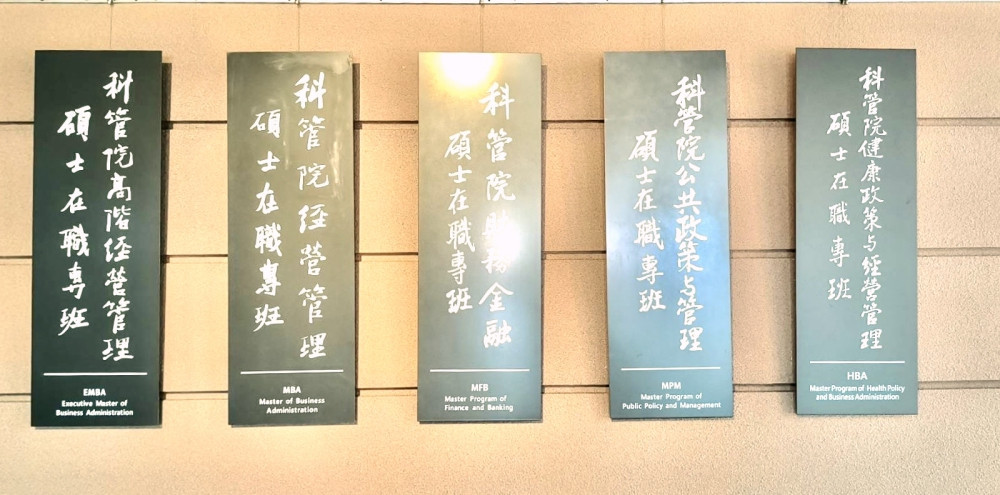 科管院高階經營管理
碩士在職專班
EMBA
Executive Master of
Business Administration
科管院經營管理
碩士在職專班
MBA
Master of Business
Administration
科管院財務金融
碩士在職專班
MFB
Master Program of
Finance and Banking
科管院公共政策与管理
碩士在職專班
MPM
Master Program of
Public Policy and Management
科管院健康政策与經營管理
碩士在職專班
HBA
Master Program of Health Policy
and Business Administration